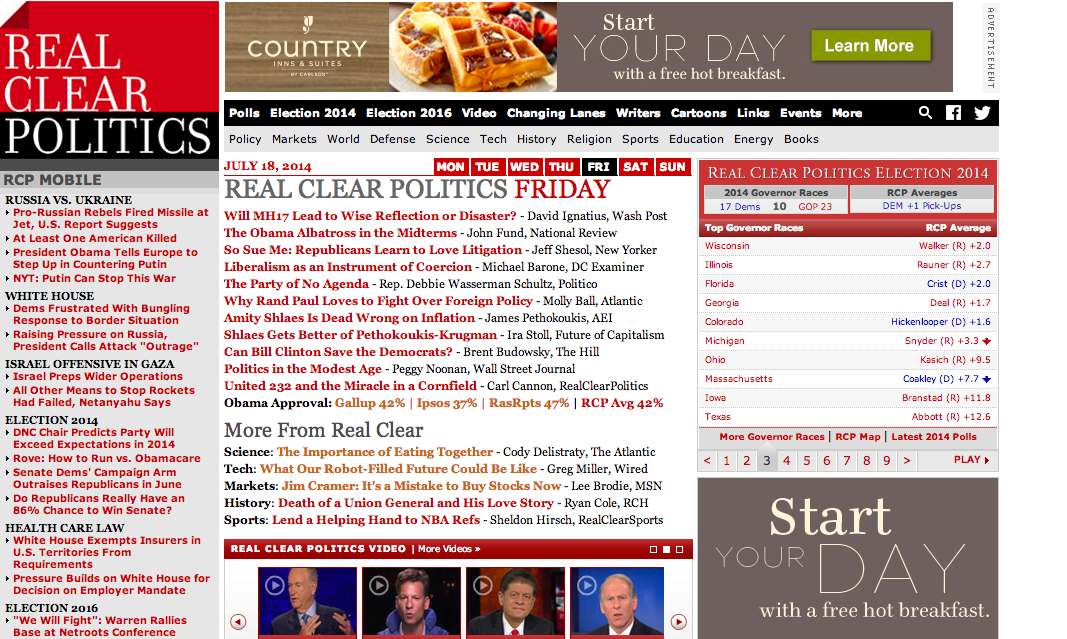 REAL
CLEAR
POLITICS
COUNTRY
INNS & SUITES
BY CARLSON
Start
YOUR DAY
with a free hot breakfast.
Learn More
ADVERTISEMENT
Polls Election 2014 Election 2016 Video Changing Lanes Writers Cartoons Links Events More
Policy Markets World Defense Science Tech History Religion Sports Education Energy Books
RCP MOBILE
RUSSIA VS. UKRAINE
Pro-Russian Rebels Fired Missile at
Jet, U.S. Report Suggests
At Least One American Killed
President Obama Tells Europe to
Step Up in Countering Putin
NYT: Putin Can Stop This War
WHITE HOUSE
Dems Frustrated With Bungling
Response to Border Situation
Raising Pressure on Russia,
President Calls Attack "Outrage"
ISRAEL OFFENSIVE IN GAZA
Israel Preps Wider Operations
All Other Means to Stop Rockets
Had Failed, Netanyahu Says
ELECTION 2014
DNC Chair Predicts Party Will
Exceed Expectations in 2014
Rove: How to Run vs. Obamacare
Senate Dems' Campaign Arm
Outraises Republicans in June
Do Republicans Really Have an
86% Chance to Win Senate?
HEALTH CARE LAW
White House Exempts Insurers in
U.S. Territories From
Requirements
Pressure Builds on White House for
Decision on Employer Mandate
ELECTION 2016
"We Will Fight": Warren Rallies
Base at Netroots Conference
JULY 18, 2014 MON TUE WED THU FRI SAT SUN
REAL CLEAR POLITICS FRIDAY
Will MH17 Lead to Wise Reflection or Disaster? - David Ignatius, Wash Post
The Obama Albatross in the Midterms - John Fund, National Review
So Sue Me: Republicans Learn to Love Litigation - Jeff Shesol, New Yorker
Liberalism as an Instrument of Coercion - Michael Barone, DC Examiner
The Party of No Agenda - Rep. Debbie Wasserman Schultz, Politico
Why Rand Paul Loves to Fight Over Foreign Policy - Molly Ball, Atlantic
Amity Shlaes Is Dead Wrong on Inflation - James Pethokoukis, AEI
Shlaes Gets Better of Pethokoukis-Krugman - Ira Stoll, Future of Capitalism
Can Bill Clinton Save the Democrats? - Brent Budowsky, The Hill
Politics in the Modest Age - Peggy Noonan, Wall Street Journal
United 232 and the Miracle in a Cornfield - Carl Cannon, RealClearPolitics
Obama Approval: Gallup 42% | Ipsos 37% | RasRpts 47% | RCP Avg 42%
More From Real Clear
Science: The Importance of Eating Together - Cody Delistraty, The Atlantic
Tech: What Our Robot-Filled Future Could Be Like - Greg Miller, Wired
Markets: Jim Cramer: It's a Mistake to Buy Stocks Now - Lee Brodie, MSN
History: Death of a Union General and His Love Story - Ryan Cole, RCH
Sports: Lend a Helping Hand to NBA Refs - Sheldon Hirsch, RealClearSports
REAL CLEAR POLITICS VIDEO | More Videos »
REAL CLEAR POLITICS ELECTION 2014
2014 Governor Races RCP Averages
17 Dems 10 GOP 23 DEM +1 Pick-Ups
Top Governor Races RCP Average
Wisconsin Walker (R) +2.0
Illinois Rauner (R) +2.7
Florida Crist (D) +2.0
Georgia Deal (R) +1.7
Colorado Hickenlooper (D) +1.6
Michigan Snyder (R) +3.3
Ohio Kasich (R) +9.5
Massachusetts Coakley (D) +7.7
Iowa Branstad (R) +11.8
Texas Abbott (R) +12.6
More Governor Races | RCP Map | Latest 2014 Polls
< 1 2 3 4 5 6 7 8 9 > PLAY
Start
YOUR DAY
with a free hot breakfast.